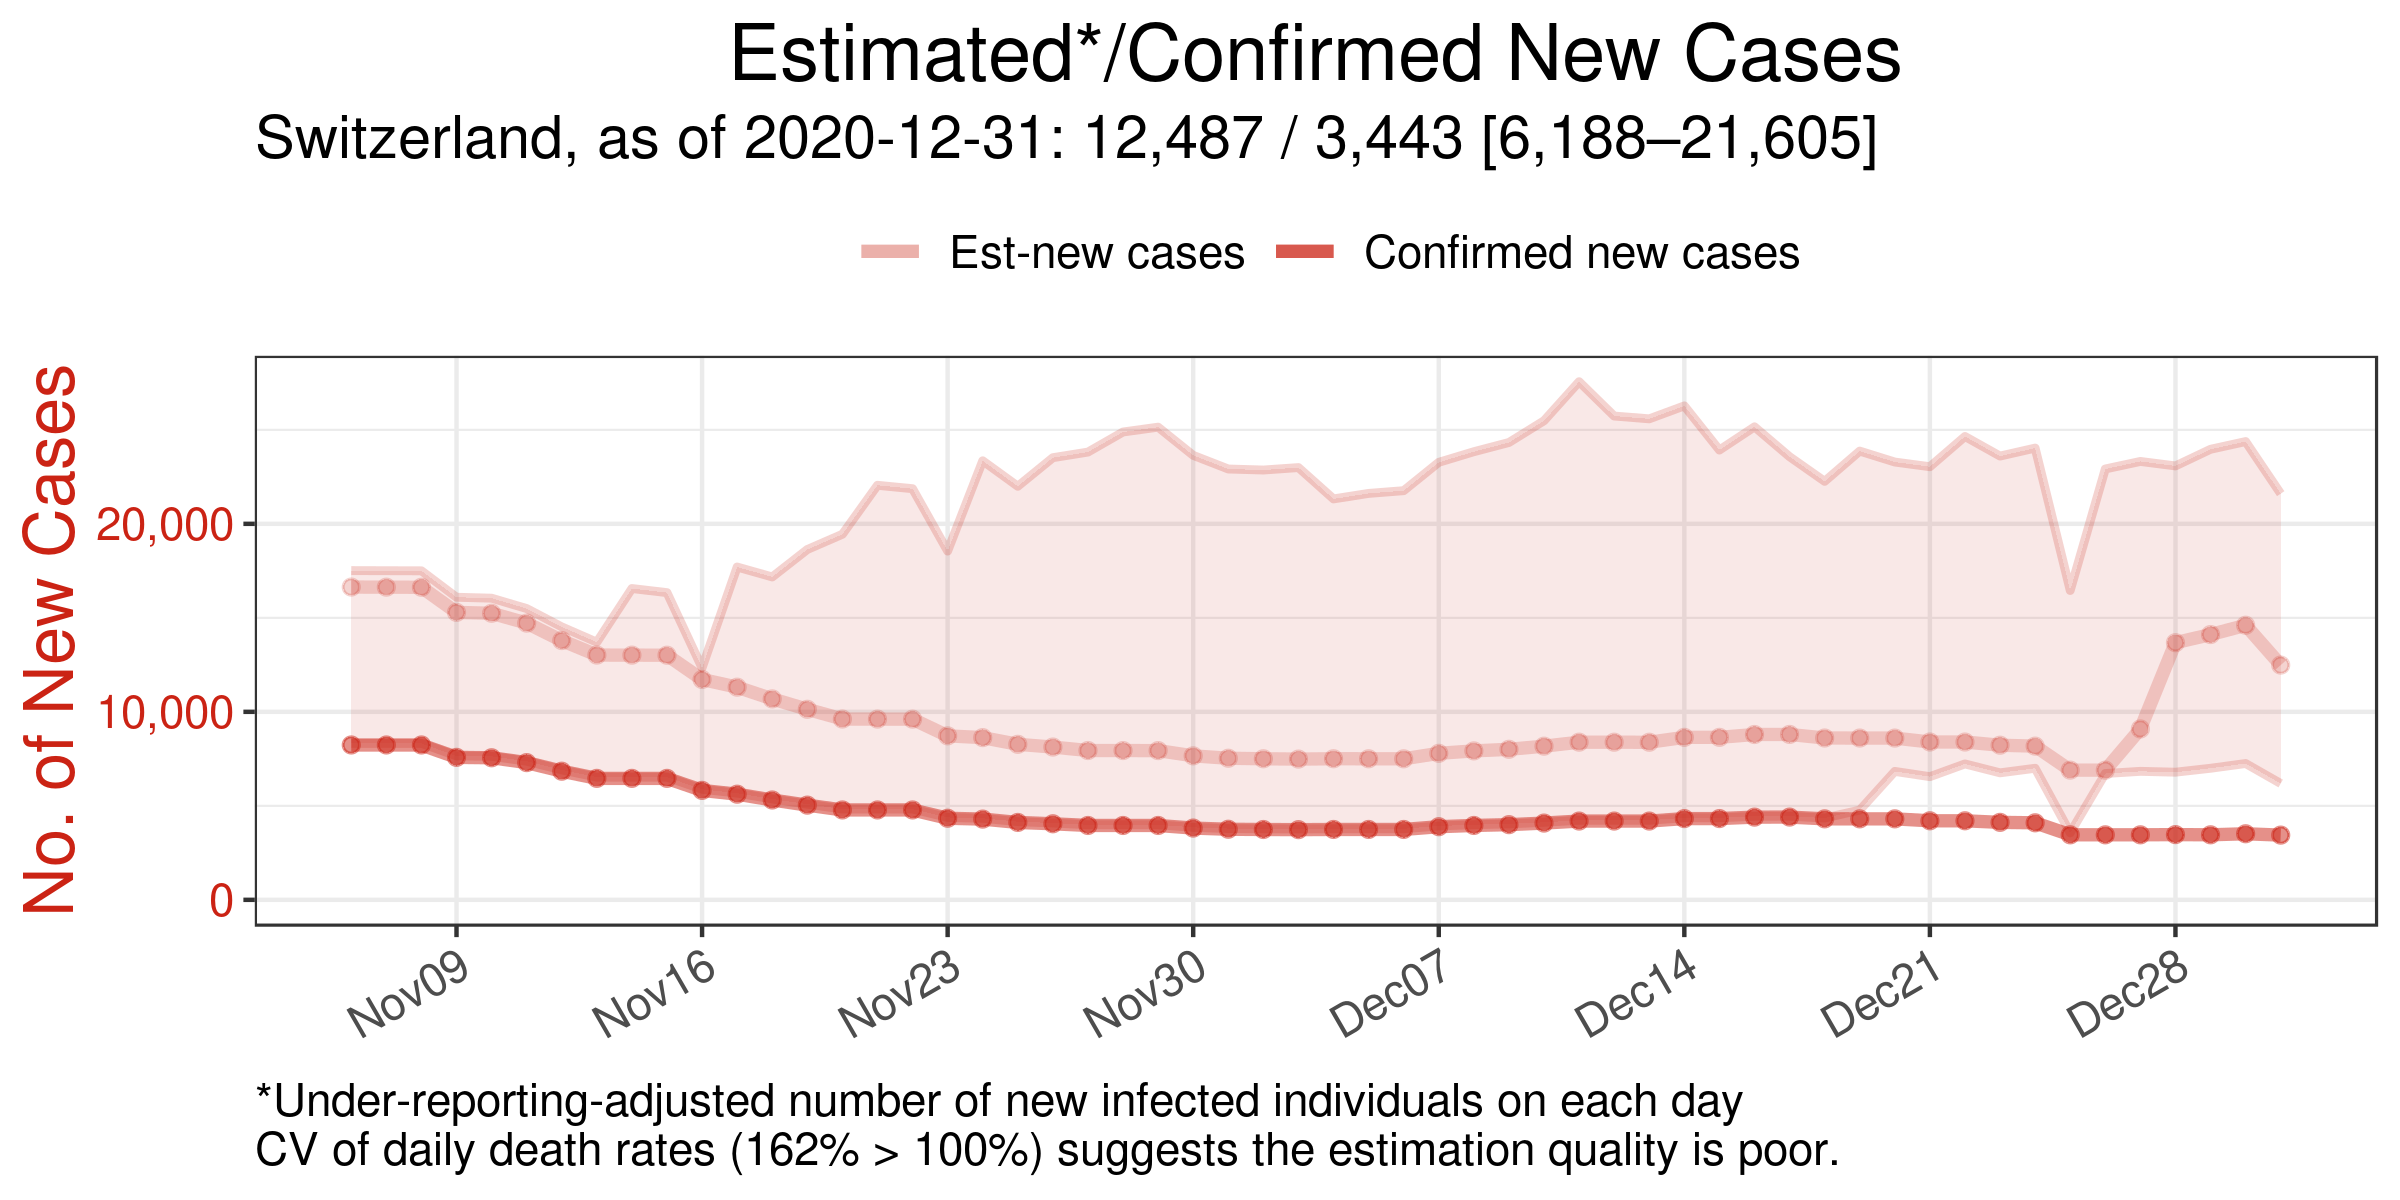 Estimated*/Confirmed New Cases
Switzerland, as of 2020-12-31: 12,487 / 3,443 [6,188–21,605]
Est-new cases
Confirmed new cases
No. of New Cases
20,000
10,000
0
Nov09
Nov16
Nov23
Nov30
Dec07
Dec14
Dec21
Dec28
*Under-reporting-adjusted number of new infected individuals on each day
CV of daily death rates (162% > 100%) suggests the estimation quality is poor.